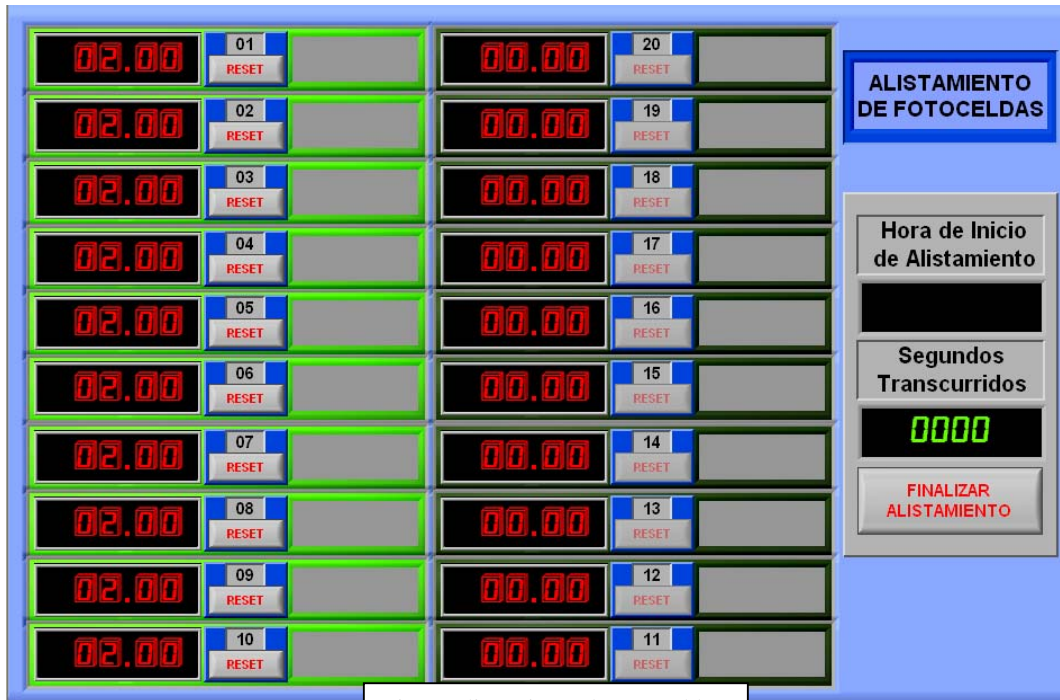 02.00 01 RESET 00.00 20 RESET
02.00 02 RESET 00.00 19 RESET
02.00 03 RESET 00.00 18 RESET
02.00 04 RESET 00.00 17 RESET
02.00 05 RESET 00.00 16 RESET
02.00 06 RESET 00.00 15 RESET
02.00 07 RESET 00.00 14 RESET
02.00 08 RESET 00.00 13 RESET
02.00 09 RESET 00.00 12 RESET
02.00 10 RESET 00.00 11 RESET
ALISTAMIENTO
DE FOTOCELDAS
Hora de Inicio
de Alistamiento
Segundos
Transcurridos
0000
FINALIZAR
ALISTAMIENTO